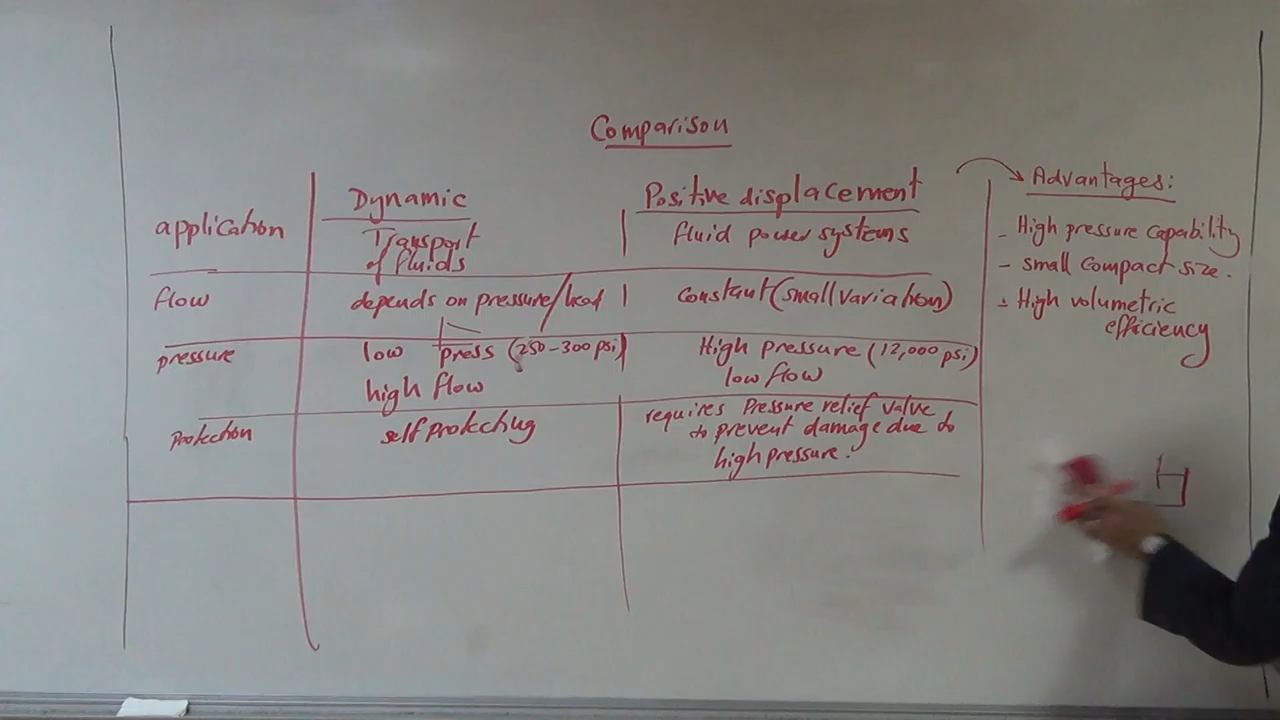 Comparison
Dynamic
Positive displacement
application
Transport
of fluids
fluid power systems
flow
depends on pressure/head
Constant (small variation)
pressure
low press (250-300 psi)
high flow
High pressure (12,000 psi)
low flow
Protection
self protecting
requires Pressure relief valve
to prevent damage due to
high pressure.
Advantages:
- High pressure capability
- small compact size.
- High volumetric
efficiency